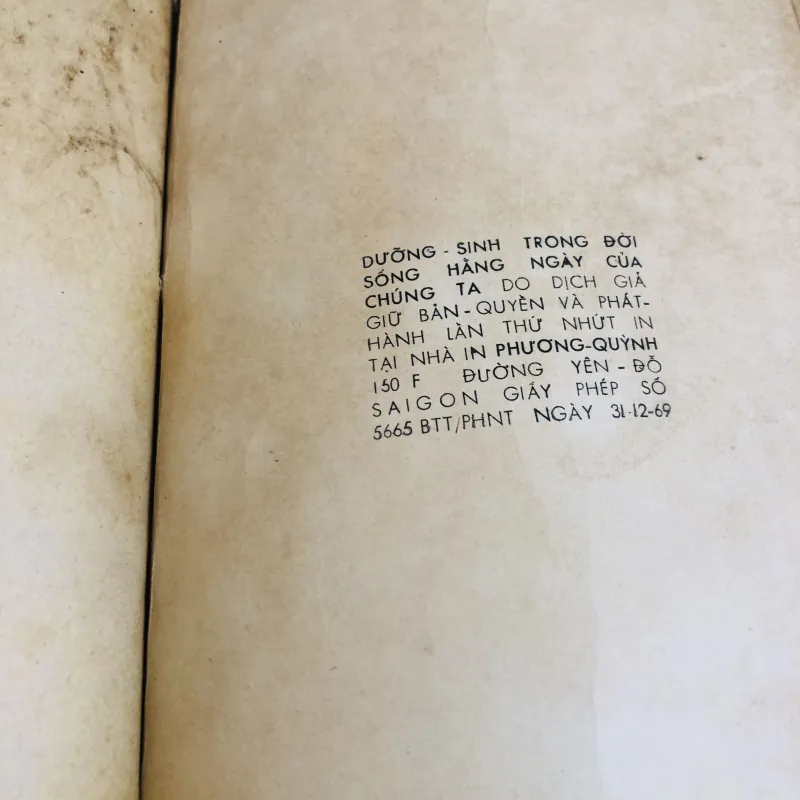 DƯỠNG - SINH TRONG ĐỜI
SỐNG HẰNG NGÀY CỦA
CHÚNG TA DO DỊCH GIẢ
GIỮ BẢN - QUYỀN VÀ PHÁT-
HÀNH LẦN THỨ NHỨT IN
TẠI NHÀ IN PHƯƠNG-QUỲNH
150 F ĐƯỜNG YÊN - ĐỖ
SAIGON GIẤY PHÉP SỐ
5665 BTT/PHNT NGÀY 31-12-69